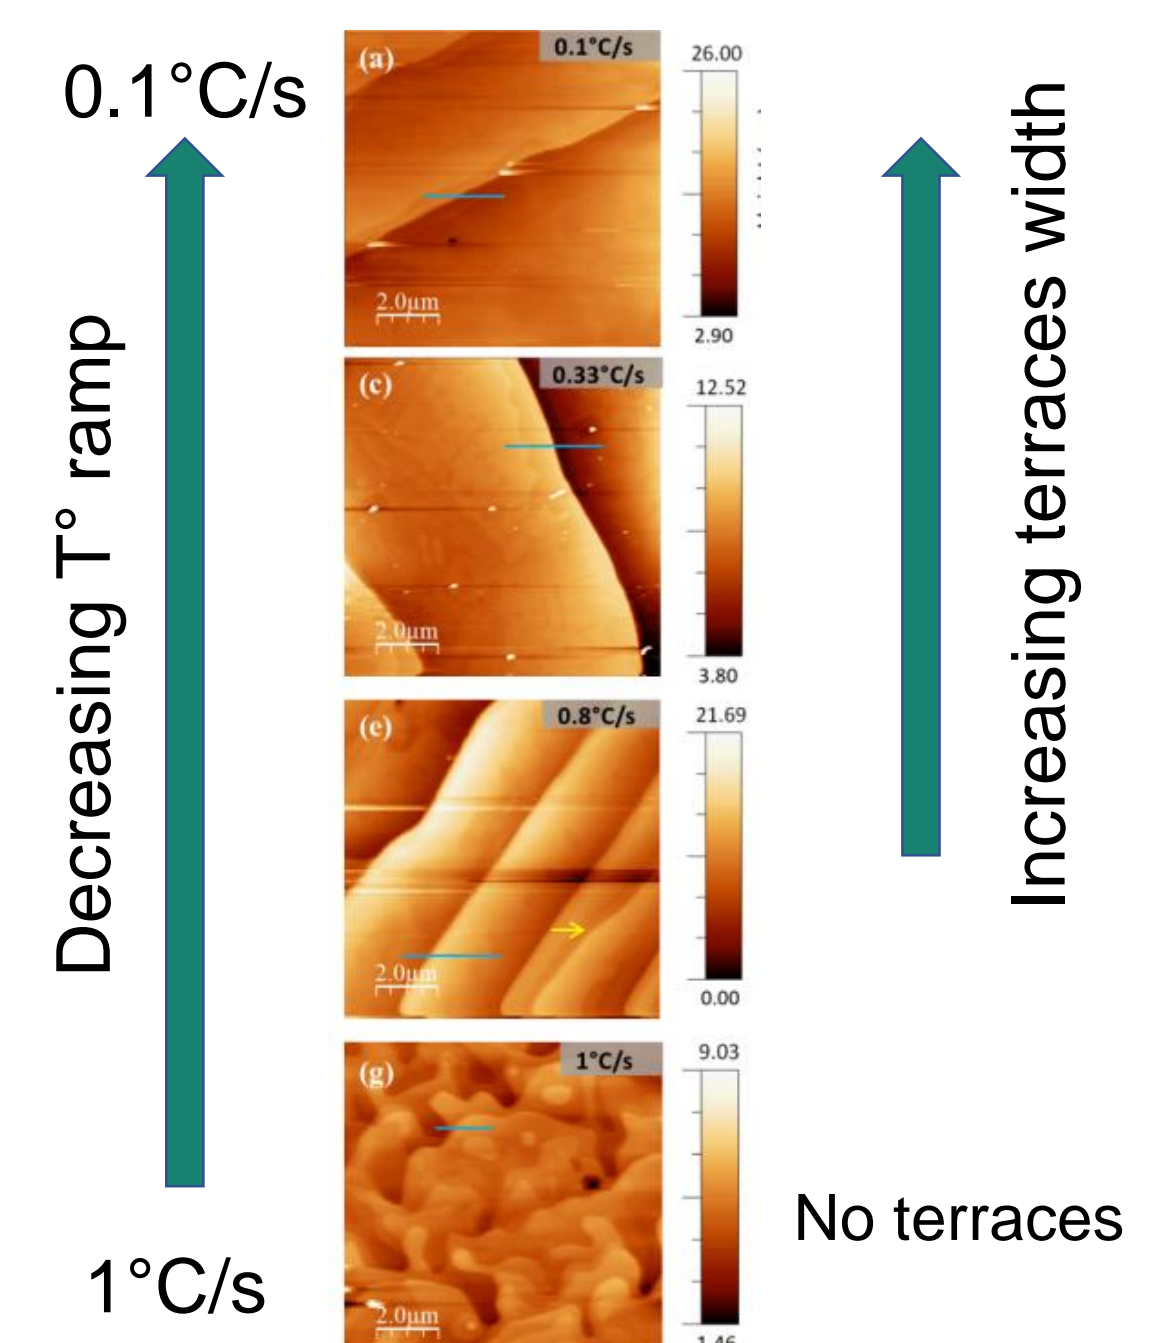 0.1°C/s
Decreasing T° ramp
1°C/s
(a)
0.1°C/s
2.0μm
26.00
2.90
(c)
0.33°C/s
2.0μm
12.52
3.80
(e)
0.8°C/s
2.0μm
21.69
0.00
(g)
1°C/s
2.0μm
9.03
1.46
Increasing terraces width
No terraces